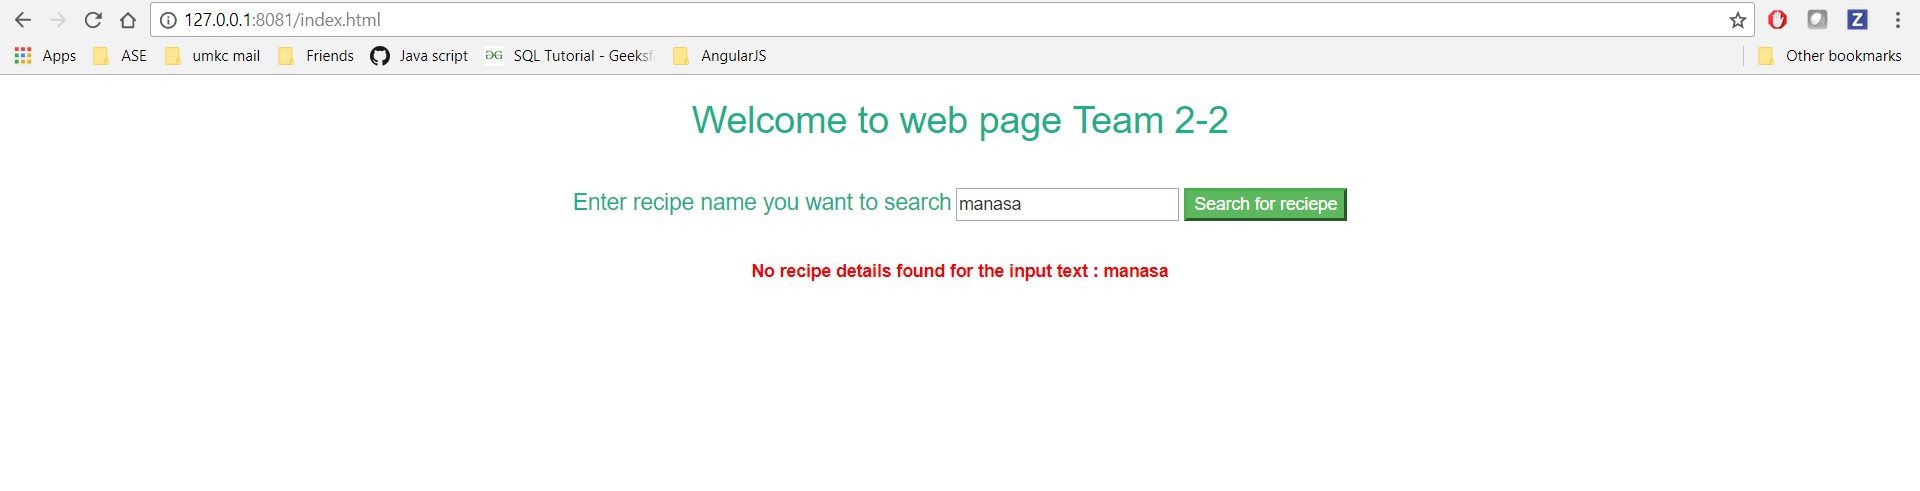 127.0.0.1:8081/index.html
Z
Apps ASE umkc mail Friends Java script SQL Tutorial - Geeksf AngularJS Other bookmarks
Welcome to web page Team 2-2
Enter recipe name you want to search manasa Search for reciepe
No recipe details found for the input text : manasa